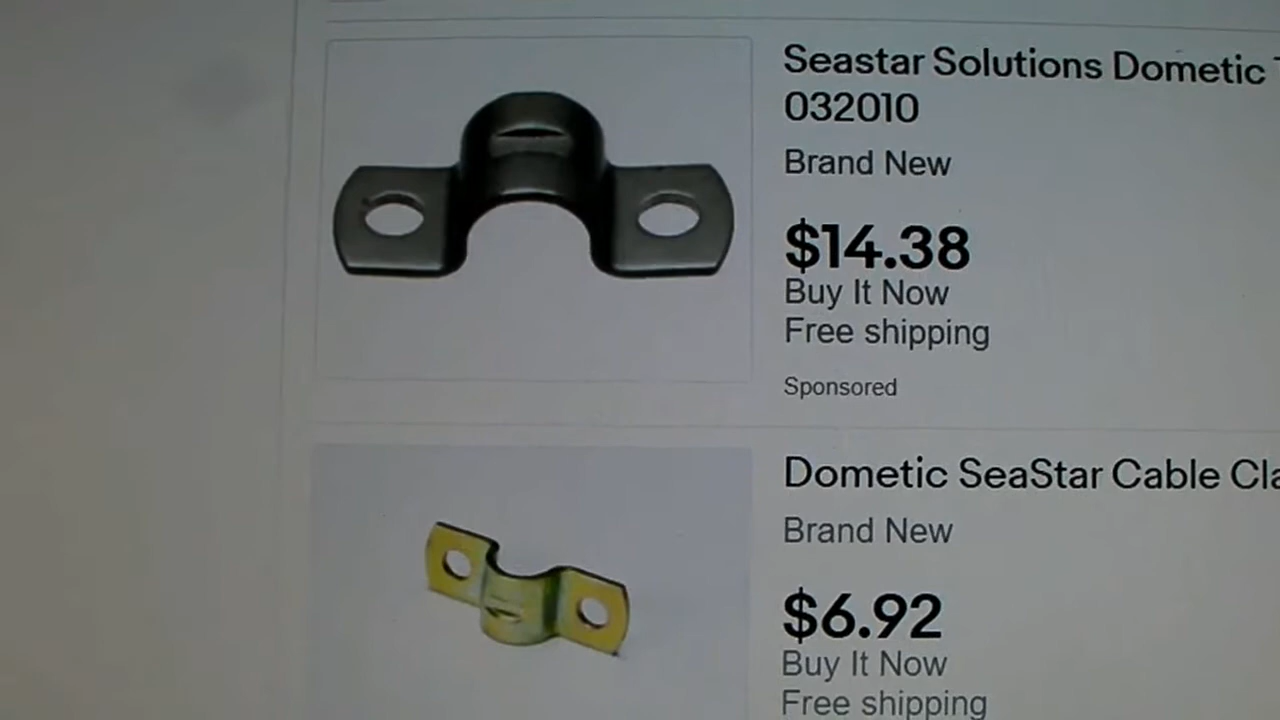 Seastar Solutions Dometic
032010
Brand New
$14.38
Buy It Now
Free shipping
Sponsored
Dometic SeaStar Cable
Brand New
$6.92
Buy It Now
Free shipping